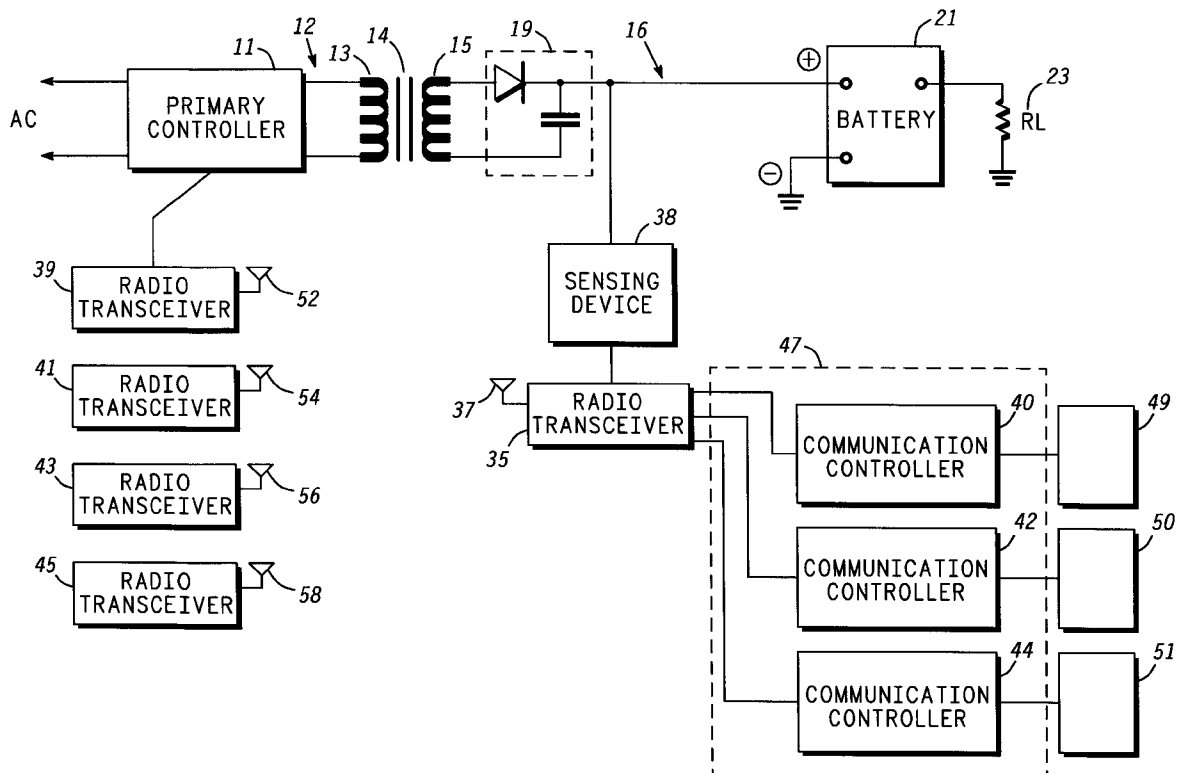 11
12
13
14
15
19
16
21
23
AC
PRIMARY
CONTROLLER
+
BATTERY
RL
−
38
SENSING
DEVICE
39
RADIO
TRANSCEIVER
52
41
RADIO
TRANSCEIVER
54
43
RADIO
TRANSCEIVER
56
45
RADIO
TRANSCEIVER
58
37
RADIO
TRANSCEIVER
35
47
40
COMMUNICATION
CONTROLLER
49
42
COMMUNICATION
CONTROLLER
50
44
COMMUNICATION
CONTROLLER
51